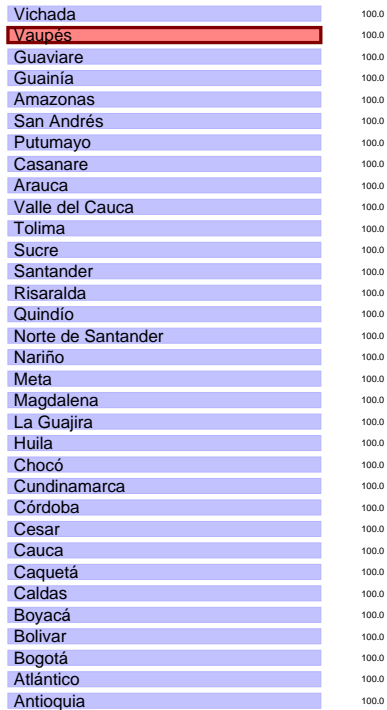 Vichada 100.0
Vaupés 100.0
Guaviare 100.0
Guainía 100.0
Amazonas 100.0
San Andrés 100.0
Putumayo 100.0
Casanare 100.0
Arauca 100.0
Valle del Cauca 100.0
Tolima 100.0
Sucre 100.0
Santander 100.0
Risaralda 100.0
Quindío 100.0
Norte de Santander 100.0
Nariño 100.0
Meta 100.0
Magdalena 100.0
La Guajira 100.0
Huila 100.0
Chocó 100.0
Cundinamarca 100.0
Córdoba 100.0
Cesar 100.0
Cauca 100.0
Caquetá 100.0
Caldas 100.0
Boyacá 100.0
Bolivar 100.0
Bogotá 100.0
Atlántico 100.0
Antioquia 100.0